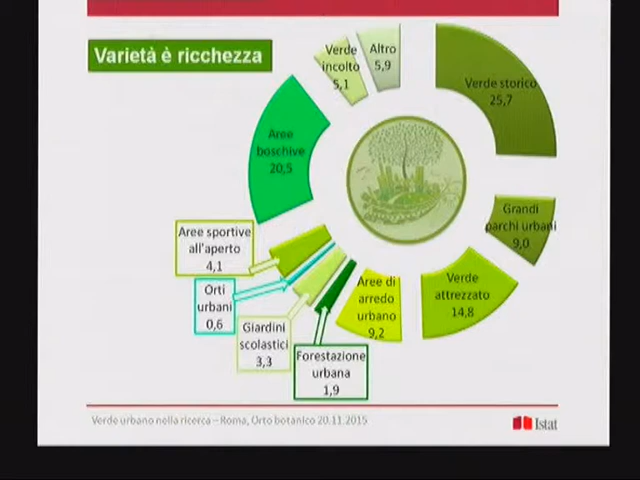 Varietà è ricchezza
Verde
incolto
5,1
Altro
5,9
Verde storico
25,7
Aree
boschive
20,5
Grandi
parchi urbani
9,0
Aree sportive
all'aperto
4,1
Orti
urbani
0,6
Giardini
scolastici
3,3
Forestazione
urbana
1,9
Aree di
arredo
urbano
9,2
Verde
attrezzato
14,8
Verde urbano nella ricerca – Roma, Orto botanico 20.11.2015
Istat